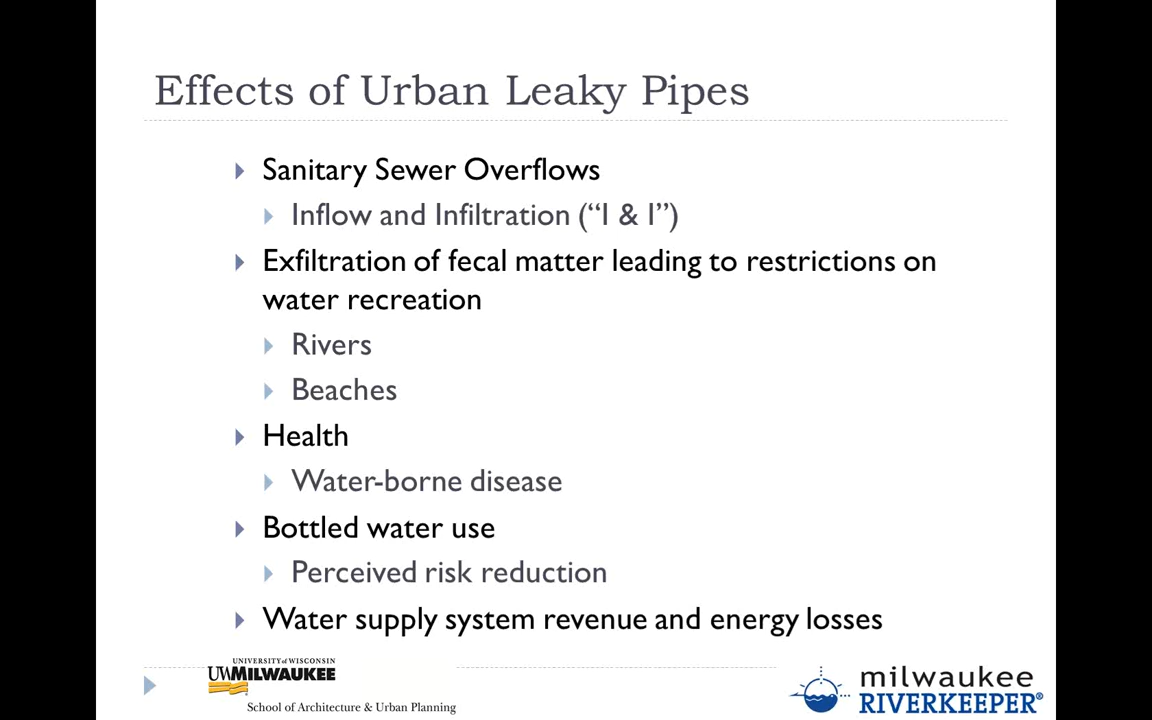 Effects of Urban Leaky Pipes
Sanitary Sewer Overflows
Inflow and Infiltration (“I & I”)
Exfiltration of fecal matter leading to restrictions on
water recreation
Rivers
Beaches
Health
Water-borne disease
Bottled water use
Perceived risk reduction
Water supply system revenue and energy losses
UNIVERSITY of WISCONSIN
UWMILWAUKEE
School of Architecture & Urban Planning
milwaukee
RIVERKEEPER®